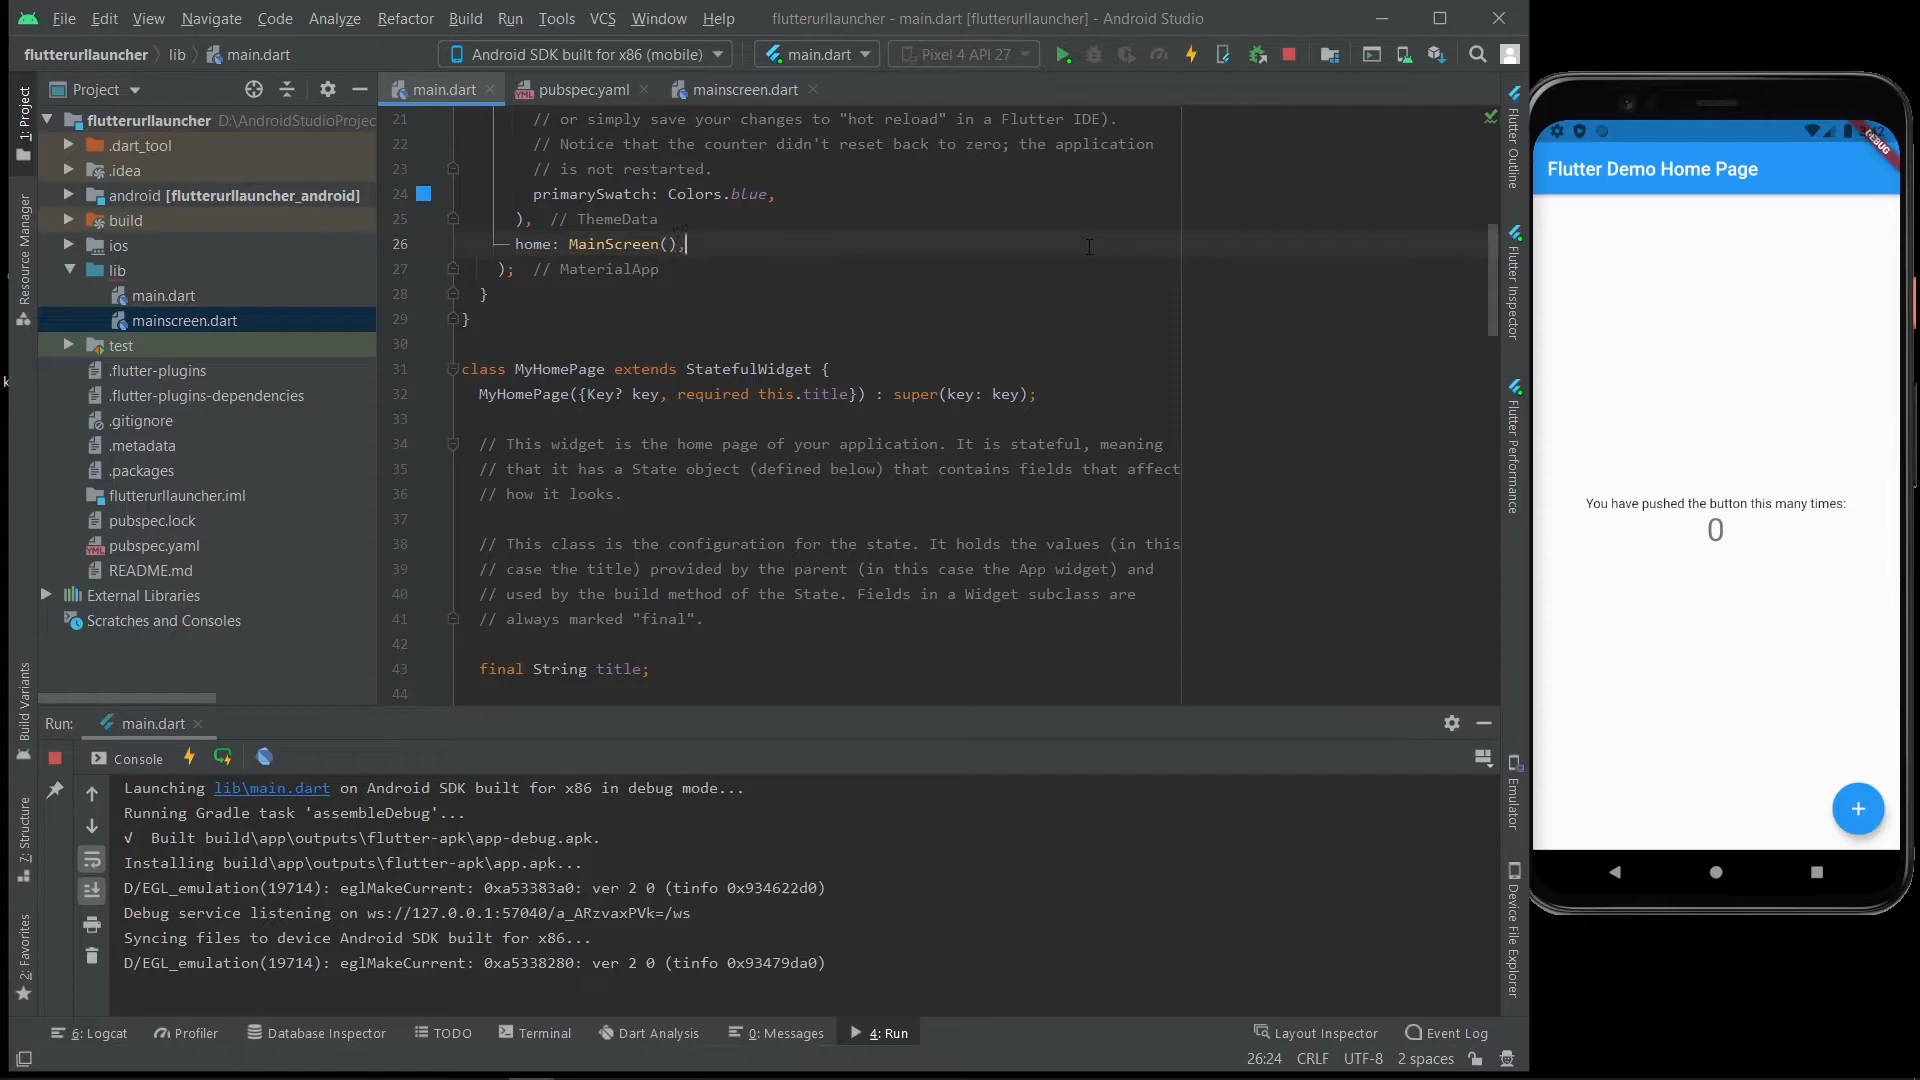 File Edit View Navigate Code Analyze Refactor Build Run Tools VCS Window Help flutterurllauncher - main.dart [flutterurllauncher] - Android Studio
flutterurllauncher lib main.dart Android SDK built for x86 (mobile) main.dart Pixel 4 API 27
Project
main.dart pubspec.yaml mainscreen.dart
1: Project
Resource Manager
Build Variants
7: Structure
2: Favorites
flutterurllauncher D:\AndroidStudioProjec
.dart_tool
.idea
android [flutterurllauncher_android]
build
ios
lib
main.dart
mainscreen.dart
test
.flutter-plugins
.flutter-plugins-dependencies
.gitignore
.metadata
.packages
flutterurllauncher.iml
pubspec.lock
pubspec.yaml
README.md
External Libraries
Scratches and Consoles
21 // or simply save your changes to "hot reload" in a Flutter IDE).
22 // Notice that the counter didn't reset back to zero; the application
23 // is not restarted.
24 primarySwatch: Colors.blue,
25 ), // ThemeData
26 home: MainScreen(),
27 ); // MaterialApp
28 }
29 }
30
31 class MyHomePage extends StatefulWidget {
32 MyHomePage({Key? key, required this.title}) : super(key: key);
33
34 // This widget is the home page of your application. It is stateful, meaning
35 // that it has a State object (defined below) that contains fields that affect
36 // how it looks.
37
38 // This class is the configuration for the state. It holds the values (in this
39 // case the title) provided by the parent (in this case the App widget) and
40 // used by the build method of the State. Fields in a Widget subclass are
41 // always marked "final".
42
43 final String title;
44
Flutter Outline
Flutter Inspector
Flutter Performance
Emulator
Device File Explorer
DEBUG
Flutter Demo Home Page
You have pushed the button this many times:
0
+
Run: main.dart
Console
Launching lib\main.dart on Android SDK built for x86 in debug mode...
Running Gradle task 'assembleDebug'...
√ Built build\app\outputs\flutter-apk\app-debug.apk.
Installing build\app\outputs\flutter-apk\app.apk...
D/EGL_emulation(19714): eglMakeCurrent: 0xa53383a0: ver 2 0 (tinfo 0x934622d0)
Debug service listening on ws://127.0.0.1:57040/a_ARzvaxPVk=/ws
Syncing files to device Android SDK built for x86...
D/EGL_emulation(19714): eglMakeCurrent: 0xa5338280: ver 2 0 (tinfo 0x93479da0)
6: Logcat Profiler Database Inspector TODO Terminal Dart Analysis 0: Messages 4: Run Layout Inspector Event Log
26:24 CRLF UTF-8 2 spaces